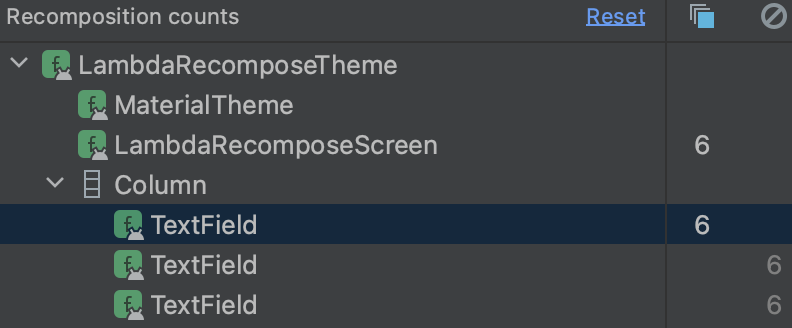 Recomposition counts Reset
LambdaRecomposeTheme
MaterialTheme
LambdaRecomposeScreen 6
Column
TextField 6
TextField 6
TextField 6